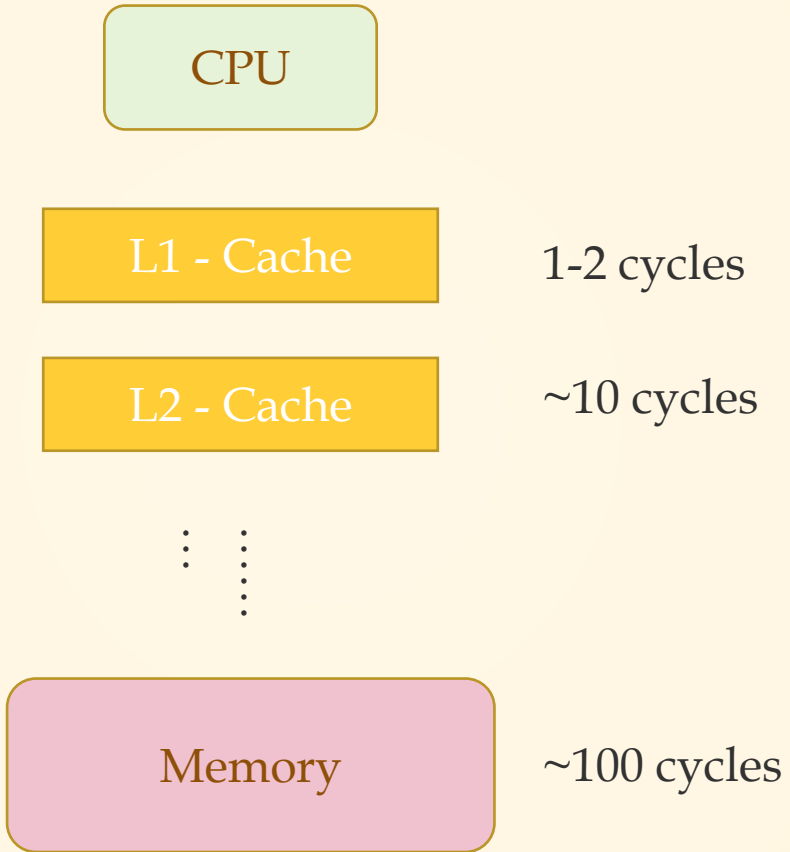 CPU
L1 - Cache
1-2 cycles
L2 - Cache
~10 cycles
Memory
~100 cycles